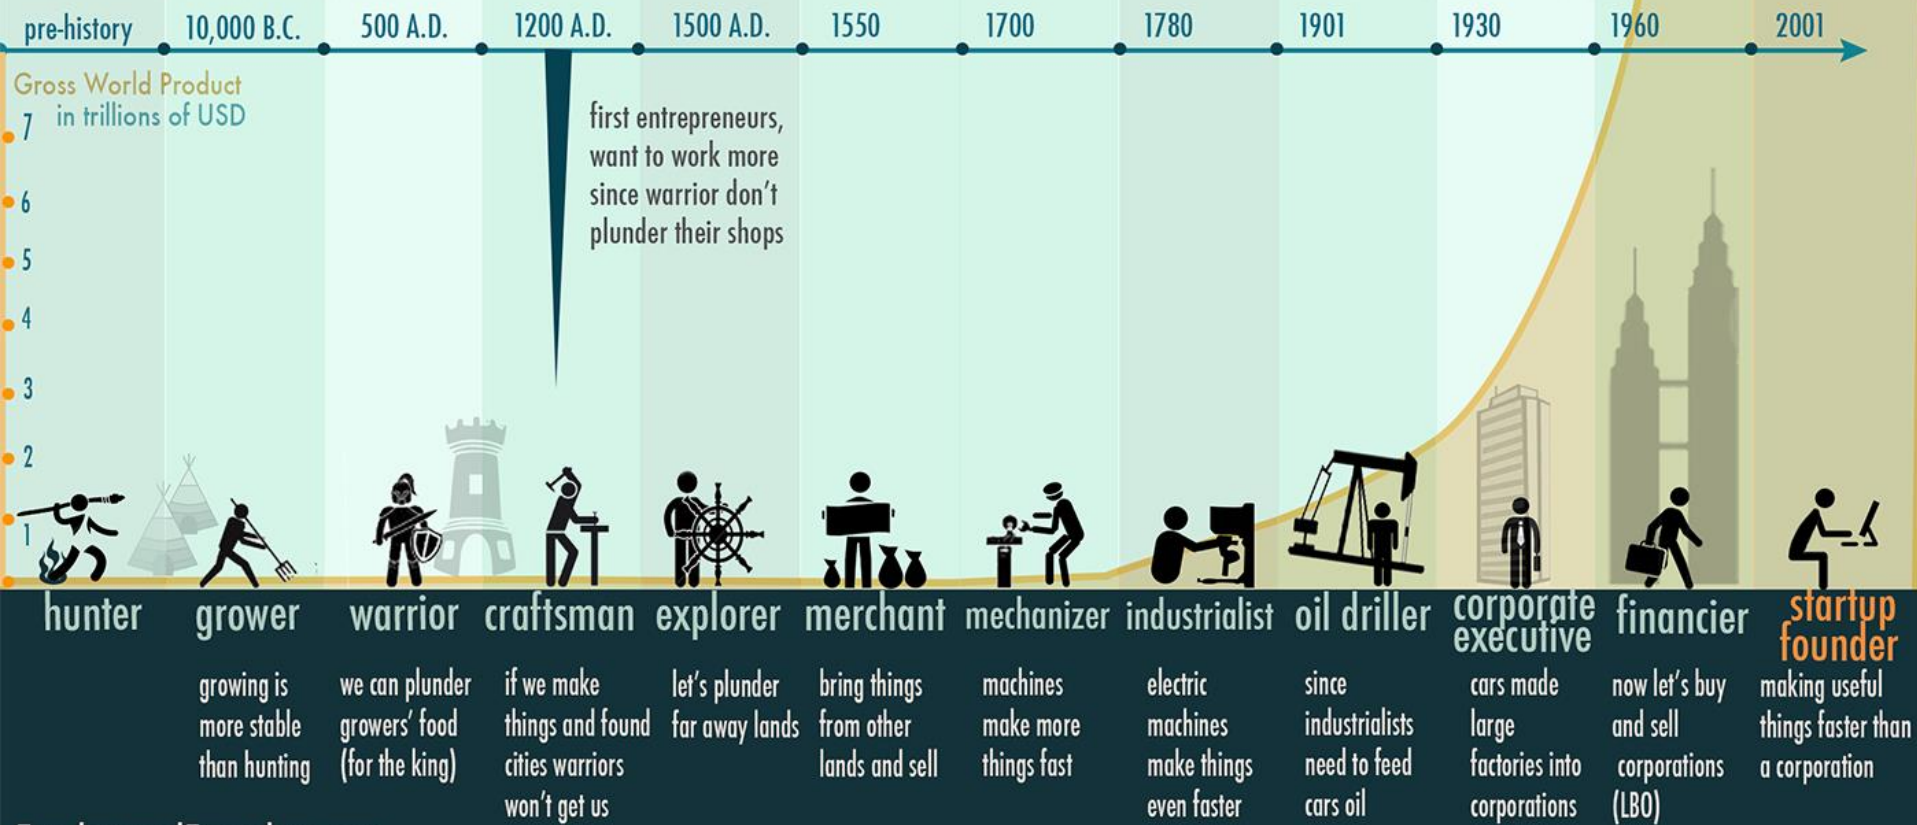 pre-history
10,000 B.C.
500 A.D.
1200 A.D.
1500 A.D.
1550
1700
1780
1901
1930
1960
2001
Gross World Product
in trillions of USD
7
6
5
4
3
2
1
first entrepreneurs,
want to work more
since warrior don't
plunder their shops
hunter
grower
growing is
more stable
than hunting
warrior
we can plunder
growers' food
(for the king)
craftsman
if we make
things and found
cities warriors
won't get us
explorer
let's plunder
far away lands
merchant
bring things
from other
lands and sell
mechanizer
machines
make more
things fast
industrialist
electric
machines
make things
even faster
oil driller
since
industrialists
need to feed
cars oil
corporate
executive
cars made
large
factories into
corporations
financier
now let's buy
and sell
corporations
(LBO)
startup
founder
making useful
things faster than
a corporation